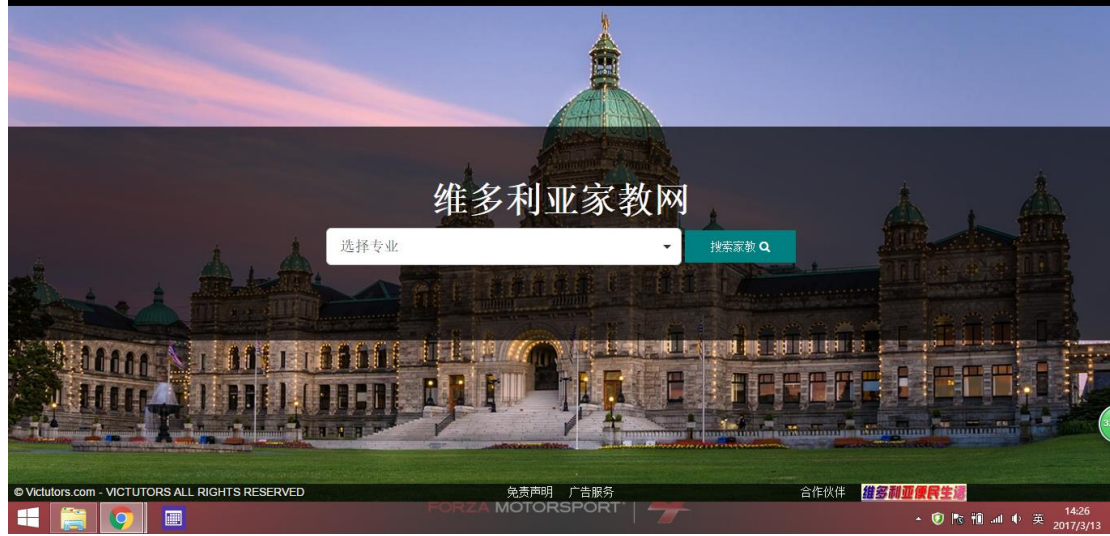 维多利亚家教网
选择专业
搜索家教
© Victutors.com - VICTUTORS ALL RIGHTS RESERVED
免责声明 广告服务
合作伙伴 维多利亚便民生活
FORZA MOTORSPORT
英
14:26
2017/3/13